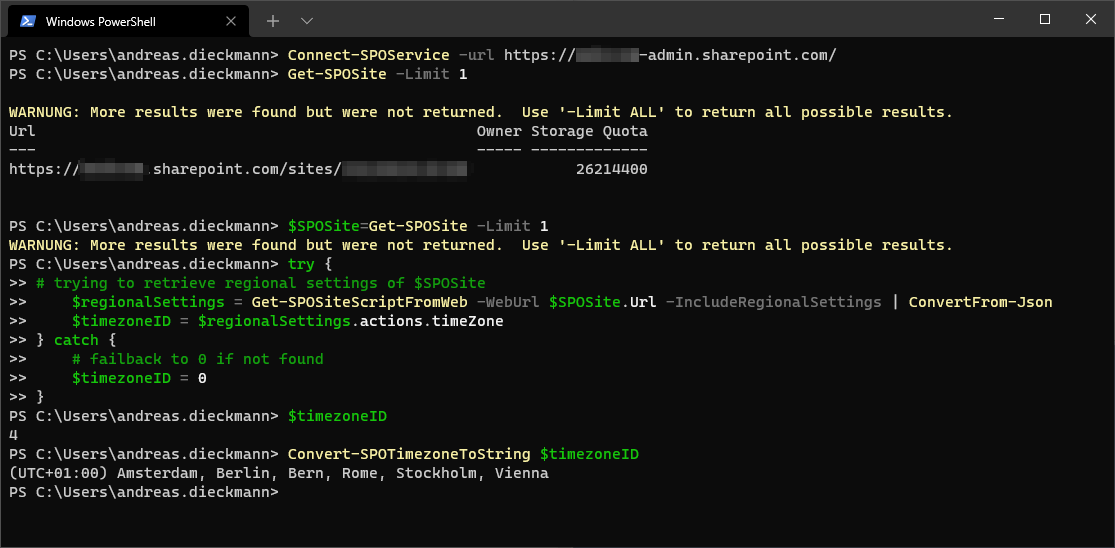 Windows PowerShell
PS C:\Users\andreas.dieckmann> Connect-SPOService -url https://-admin.sharepoint.com/
PS C:\Users\andreas.dieckmann> Get-SPOSite -Limit 1
WARNUNG: More results were found but were not returned.  Use '-Limit ALL' to return all possible results.
Url Owner Storage Quota
--- ----- -------------
https://.sharepoint.com/sites/ 26214400
PS C:\Users\andreas.dieckmann> $SPOSite=Get-SPOSite -Limit 1
WARNUNG: More results were found but were not returned.  Use '-Limit ALL' to return all possible results.
PS C:\Users\andreas.dieckmann> try {
>> # trying to retrieve regional settings of $SPOSite
>>     $regionalSettings = Get-SPOSiteScriptFromWeb -WebUrl $SPOSite.Url -IncludeRegionalSettings | ConvertFrom-Json
>>     $timezoneID = $regionalSettings.actions.timeZone
>> } catch {
>>     # failback to 0 if not found
>>     $timezoneID = 0
>> }
PS C:\Users\andreas.dieckmann> $timezoneID
4
PS C:\Users\andreas.dieckmann> Convert-SPOTimezoneToString $timezoneID
(UTC+01:00) Amsterdam, Berlin, Bern, Rome, Stockholm, Vienna
PS C:\Users\andreas.dieckmann>